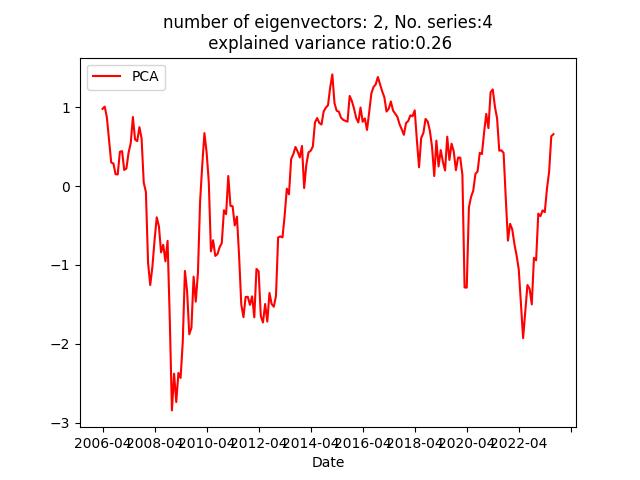 number of eigenvectors: 2, No. series:4
explained variance ratio:0.26
PCA
1
0
−1
−2
−3
2006-04 2008-04 2010-04 2012-04 2014-04 2016-04 2018-04 2020-04 2022-04
Date